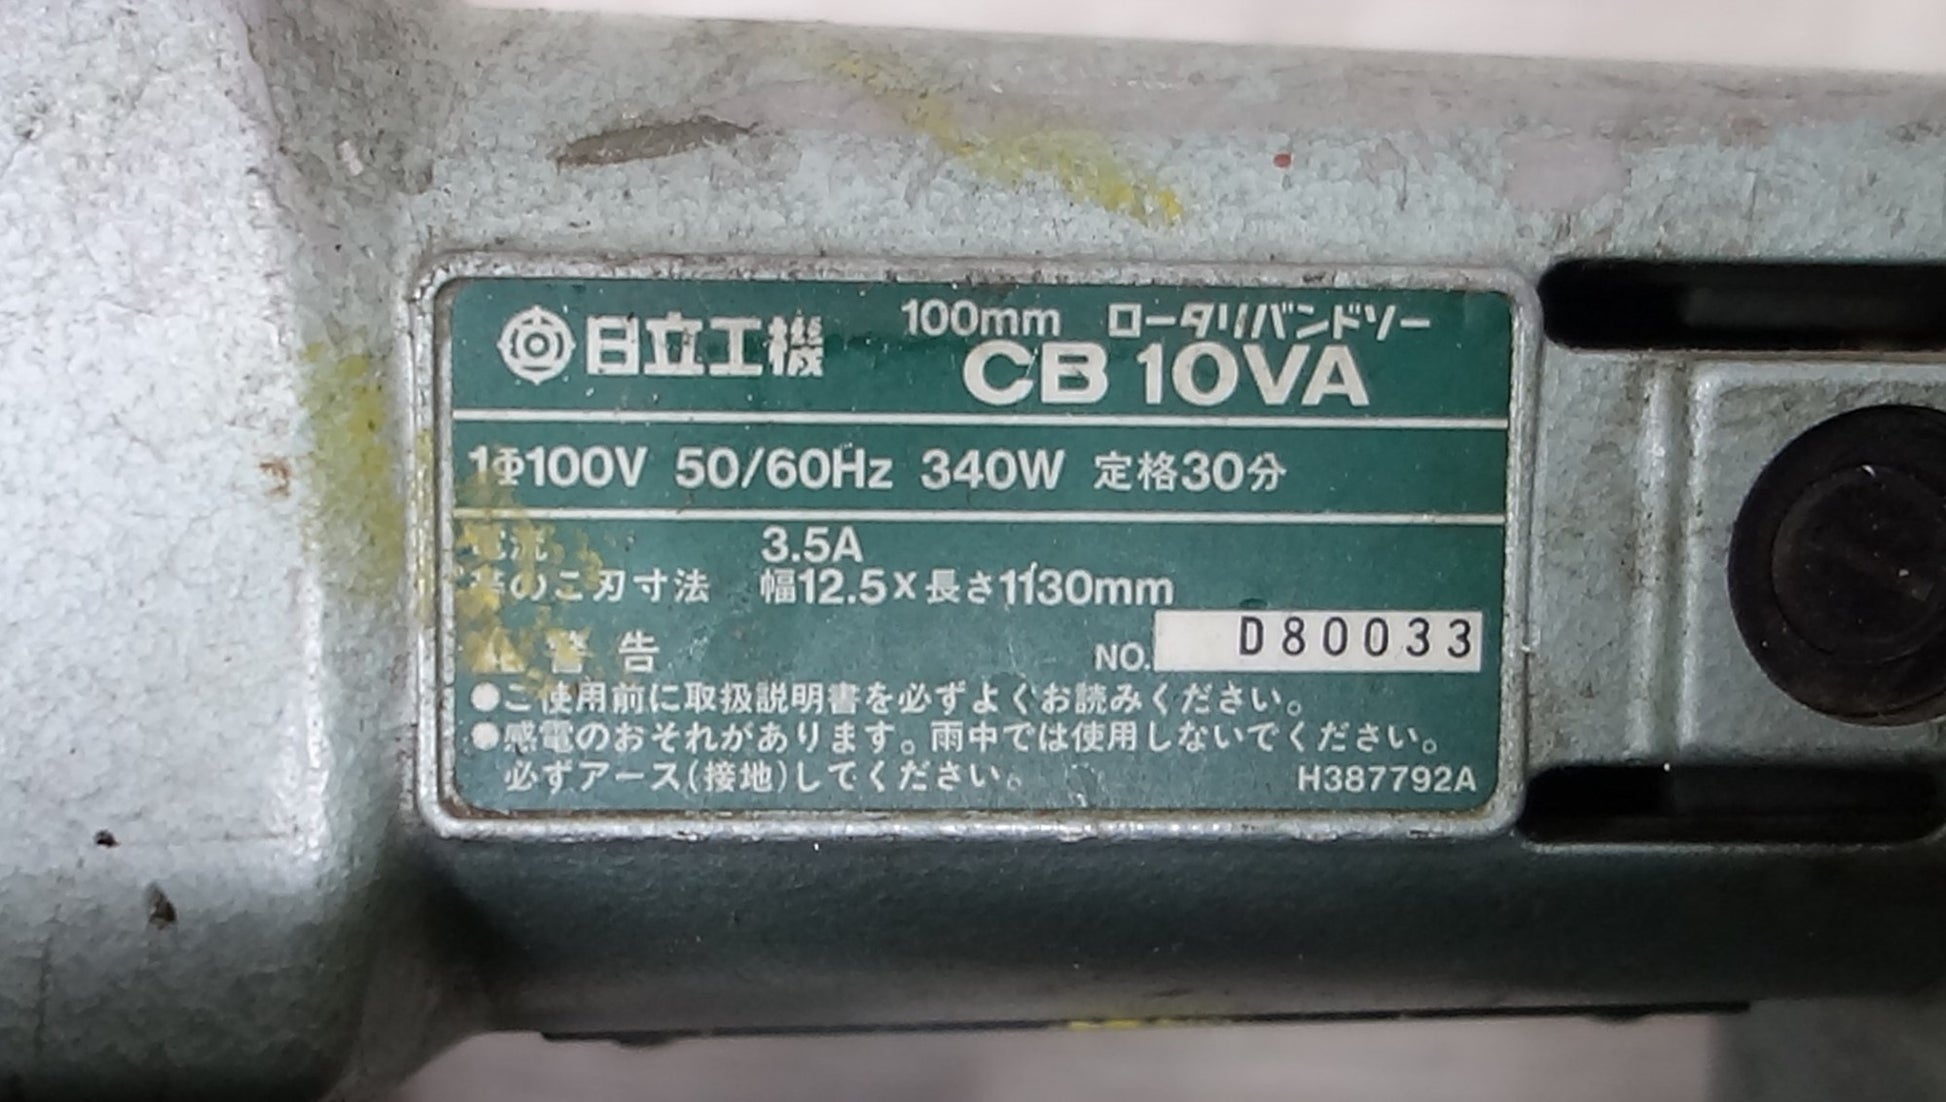 日立工機
100mm ロータリバンドソー
CB 10VA
1Φ100V 50/60Hz 340W 定格30分
電流 3.5A
帯のこ刃寸法 幅12.5×長さ1130mm
警告
NO. D80033
●ご使用前に取扱説明書を必ずよくお読みください。
●感電のおそれがあります。雨中では使用しないでください。
必ずアース(接地)してください。
H387792A